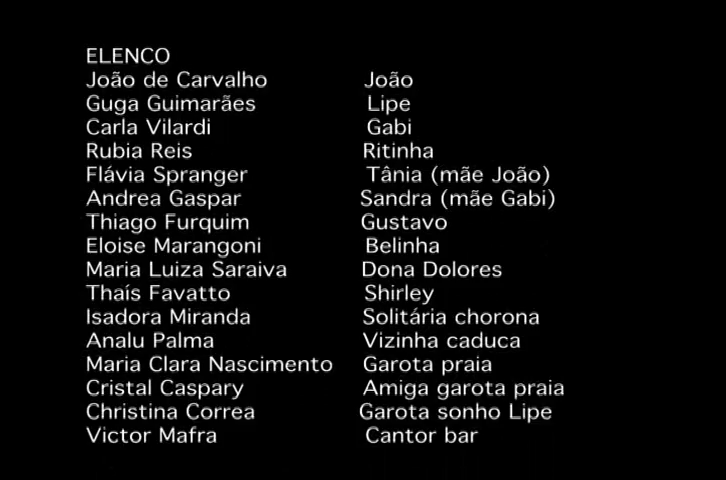 ELENCO
João de Carvalho João
Guga Guimarães Lipe
Carla Vilardi Gabi
Rubia Reis Ritinha
Flávia Spranger Tânia (mãe João)
Andrea Gaspar Sandra (mãe Gabi)
Thiago Furquim Gustavo
Eloise Marangoni Belinha
Maria Luiza Saraiva Dona Dolores
Thaís Favatto Shirley
Isadora Miranda Solitária chorona
Analu Palma Vizinha caduca
Maria Clara Nascimento Garota praia
Cristal Caspary Amiga garota praia
Christina Correa Garota sonho Lipe
Victor Mafra Cantor bar